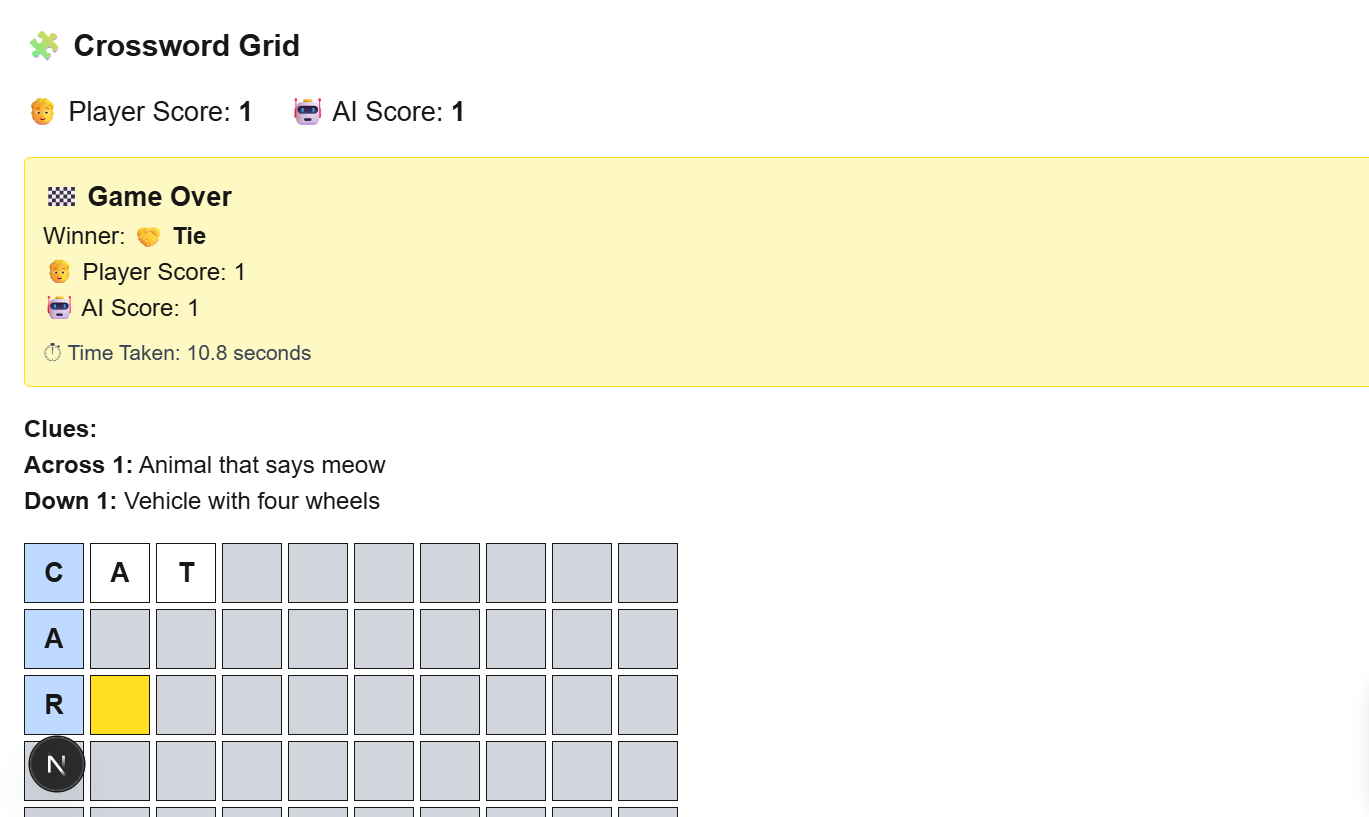 Crossword Grid
Player Score: 1 AI Score: 1
Game Over
Winner: Tie
Player Score: 1
AI Score: 1
Time Taken: 10.8 seconds
Clues:
Across 1: Animal that says meow
Down 1: Vehicle with four wheels
C A T
A
R
N